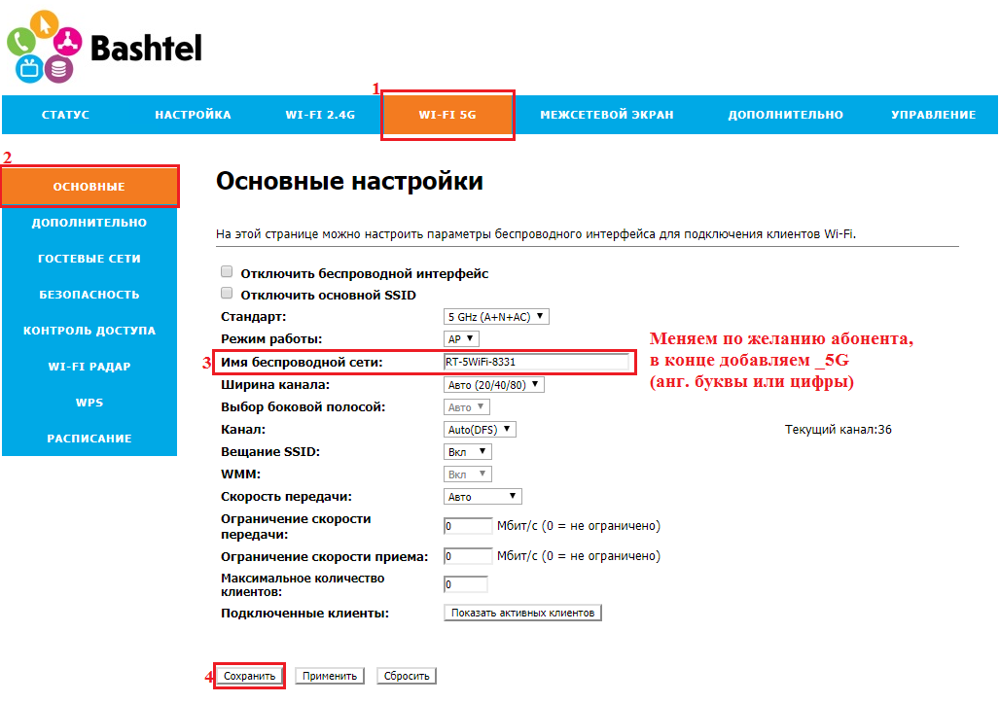 Bashtel
1
СТАТУС НАСТРОЙКА WI-FI 2.4G WI-FI 5G МЕЖСЕТЕВОЙ ЭКРАН ДОПОЛНИТЕЛЬНО УПРАВЛЕНИЕ
2
ОСНОВНЫЕ
ДОПОЛНИТЕЛЬНО
ГОСТЕВЫЕ СЕТИ
БЕЗОПАСНОСТЬ
КОНТРОЛЬ ДОСТУПА
WI-FI РАДАР
WPS
РАСПИСАНИЕ
Основные настройки
На этой странице можно настроить параметры беспроводного интерфейса для подключения клиентов Wi-Fi.
Отключить беспроводной интерфейс
Отключить основной SSID
Стандарт: 5 GHz (A+N+AC)
Режим работы: AP
3 Имя беспроводной сети: RT-5WiFi-8331
Меняем по желанию абонента,
в конце добавляем _5G
(анг. буквы или цифры)
Ширина канала: Авто (20/40/80)
Выбор боковой полосой: Авто
Канал: Auto(DFS) Текущий канал:36
Вещание SSID: Вкл
WMM: Вкл
Скорость передачи: Авто
Ограничение скорости
передачи: 0 Мбит/с (0 = не ограничено)
Ограничение скорости приема: 0 Мбит/с (0 = не ограничено)
Максимальное количество
клиентов: 0
Подключенные клиенты: Показать активных клиентов
4 Сохранить Применить Сбросить